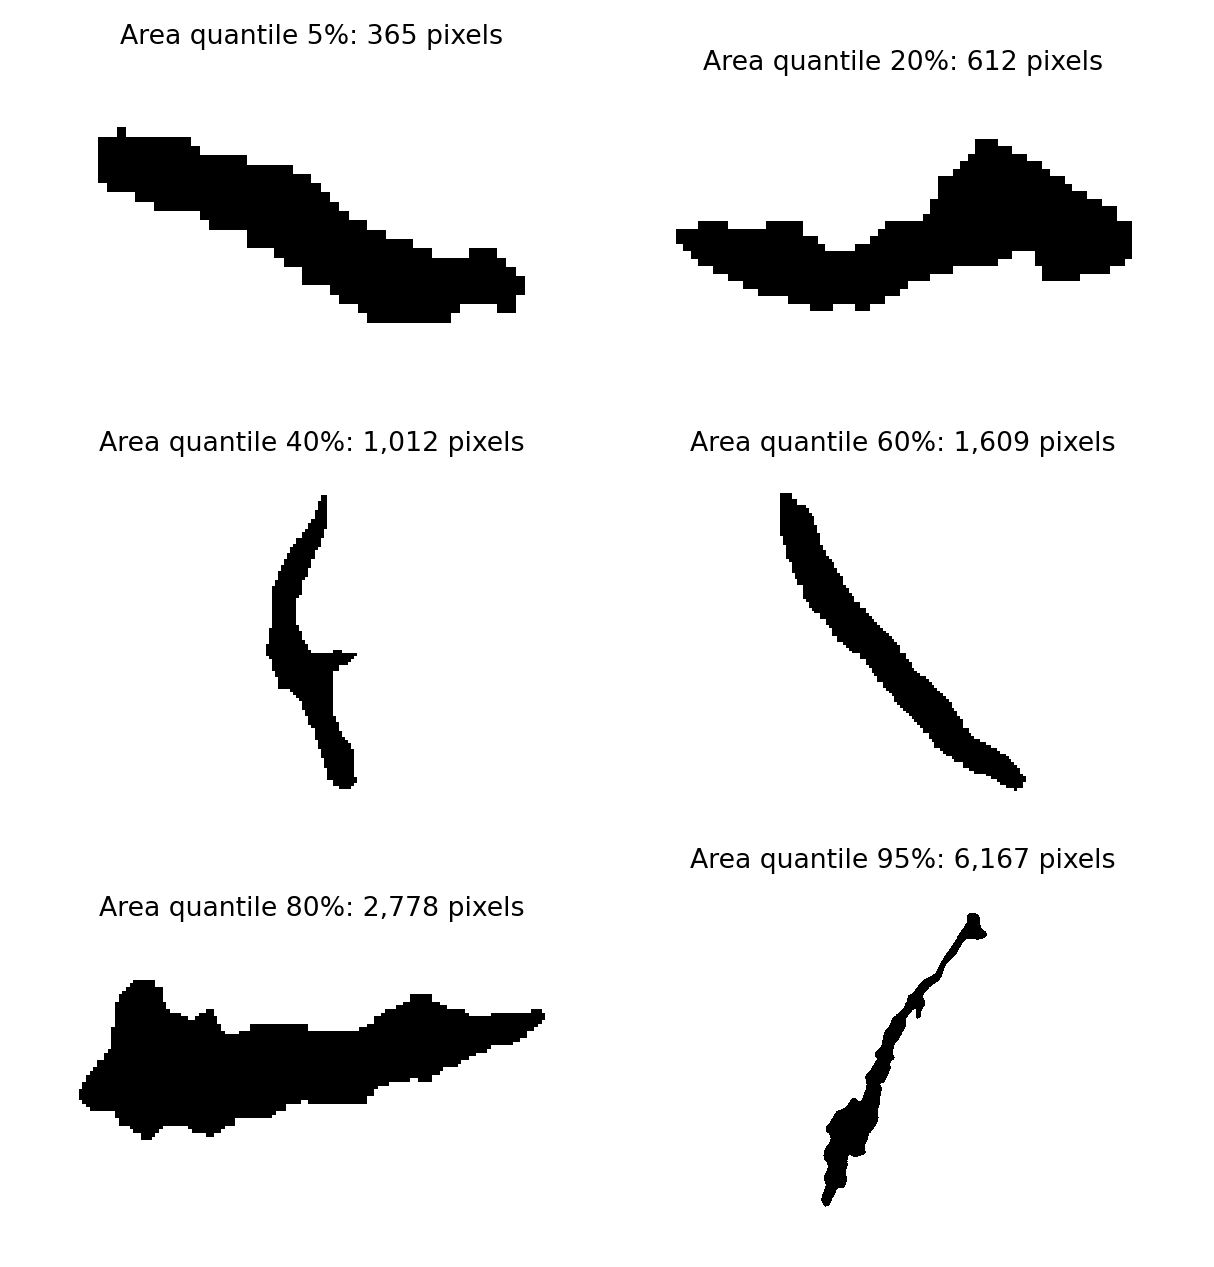 Area quantile 5%: 365 pixels
Area quantile 20%: 612 pixels
Area quantile 40%: 1,012 pixels
Area quantile 60%: 1,609 pixels
Area quantile 80%: 2,778 pixels
Area quantile 95%: 6,167 pixels